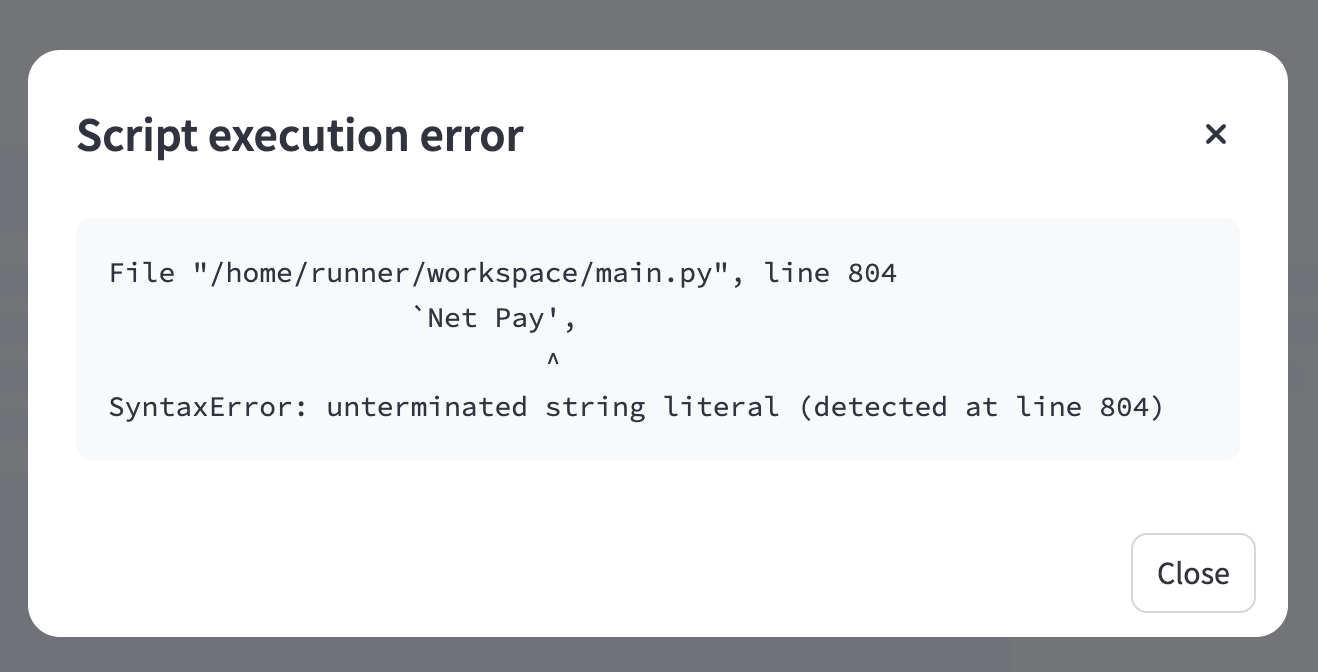 Script execution error
×
File "/home/runner/workspace/main.py", line 804
`Net Pay',
^
SyntaxError: unterminated string literal (detected at line 804)
Close